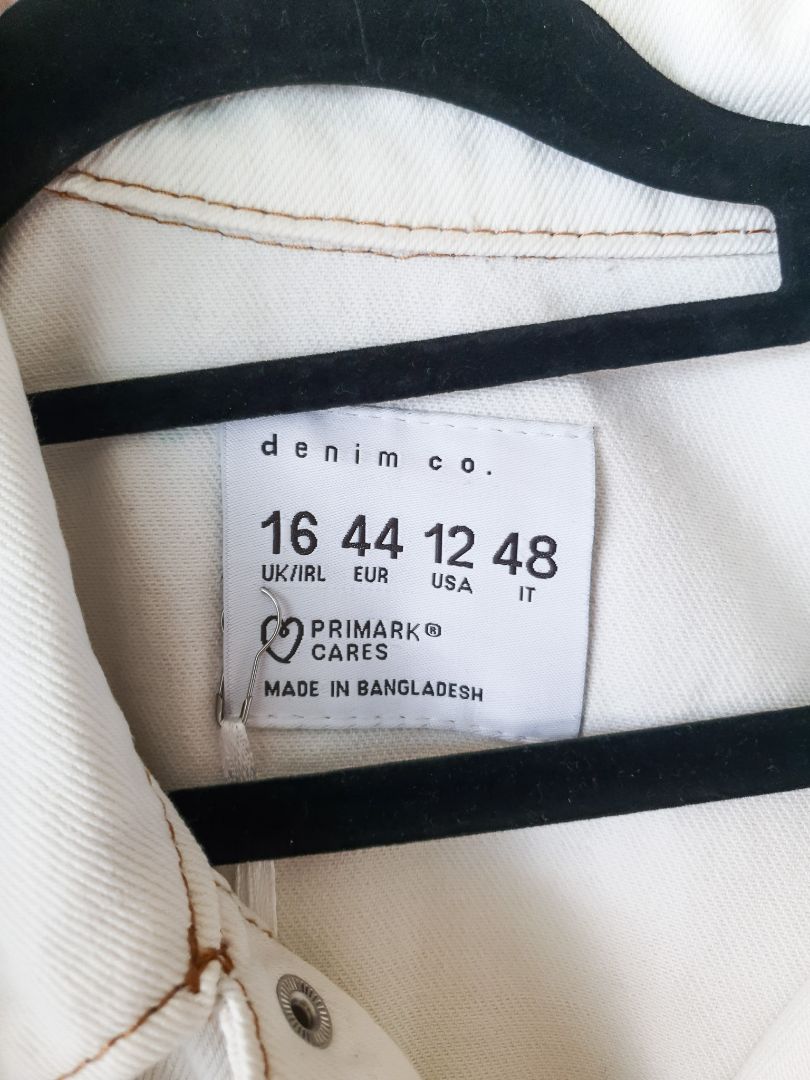 denim co.
16 44 12 48
UK/IRL EUR USA IT
PRIMARK®
CARES
MADE IN BANGLADESH